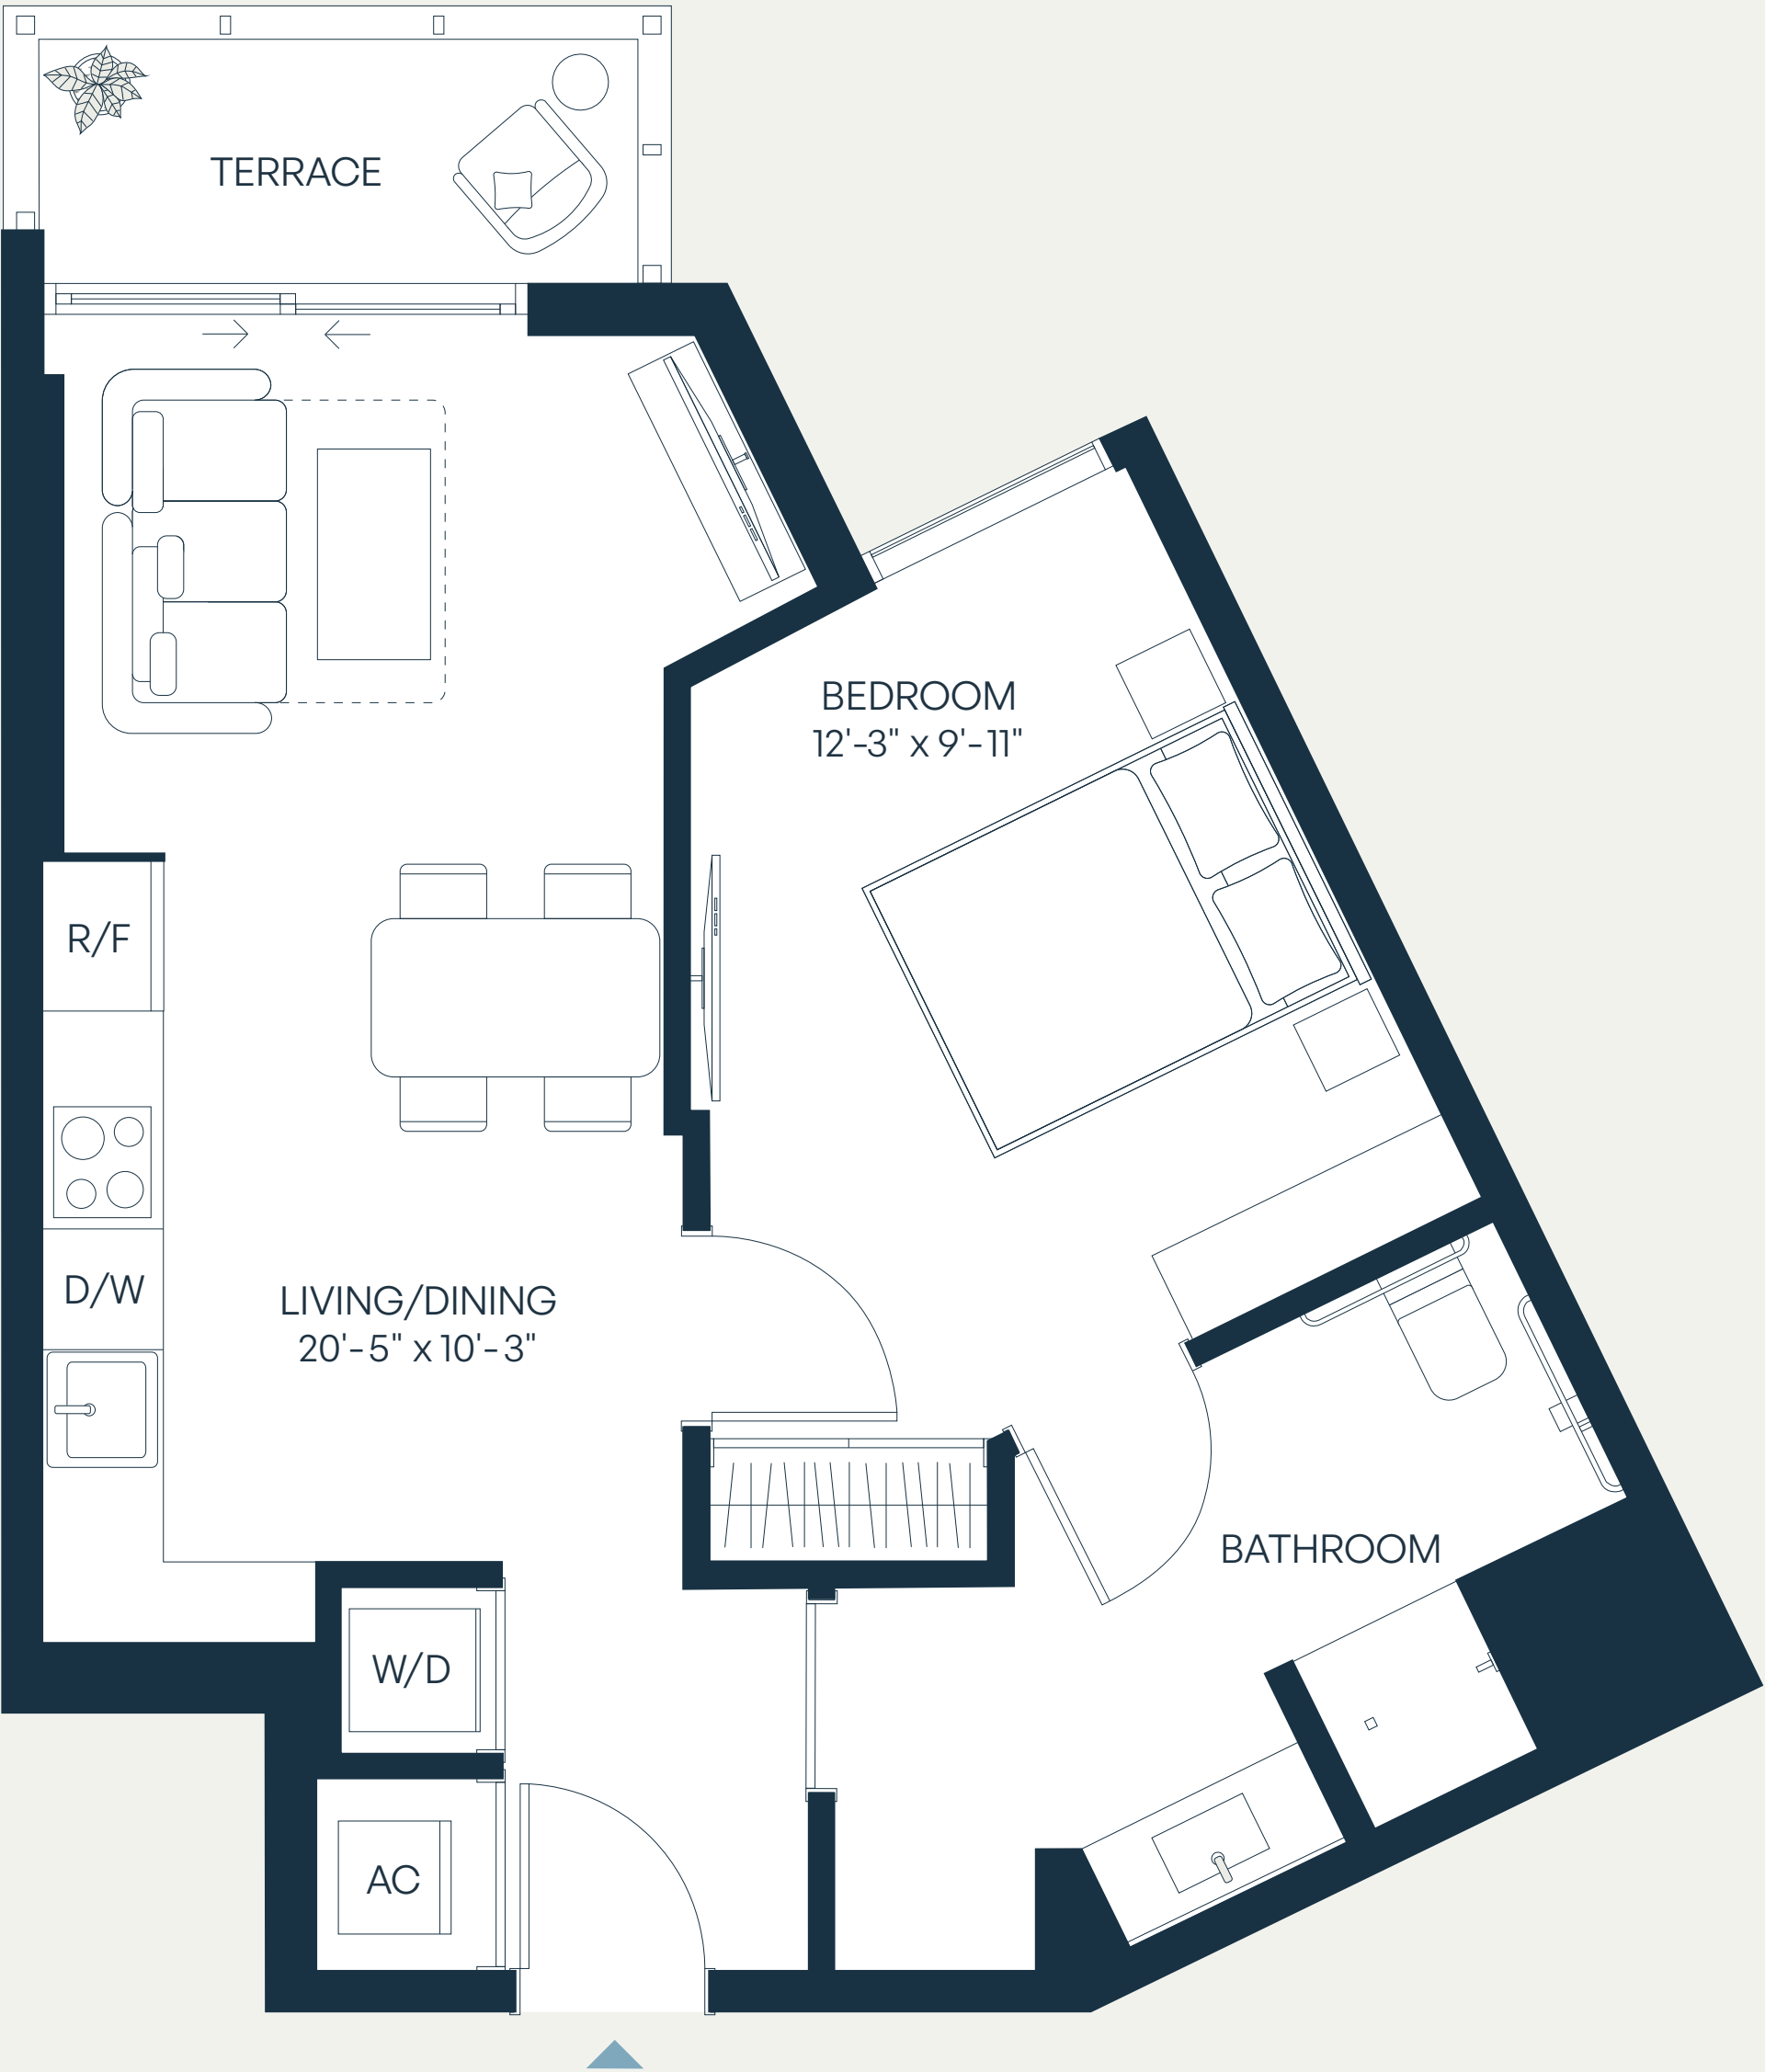 TERRACE
BEDROOM
12'-3" x 9'-11"
R/F
D/W
LIVING/DINING
20'-5" x 10'-3"
BATHROOM
W/D
AC